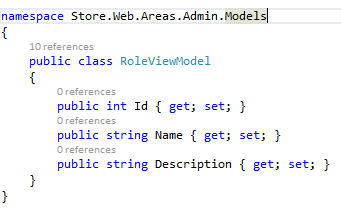 namespace Store.Web.Areas.Admin.Models
{
10 references
public class RoleViewModel
{
0 references
public int Id { get; set; }
0 references
public string Name { get; set; }
0 references
public string Description { get; set; }
}
}